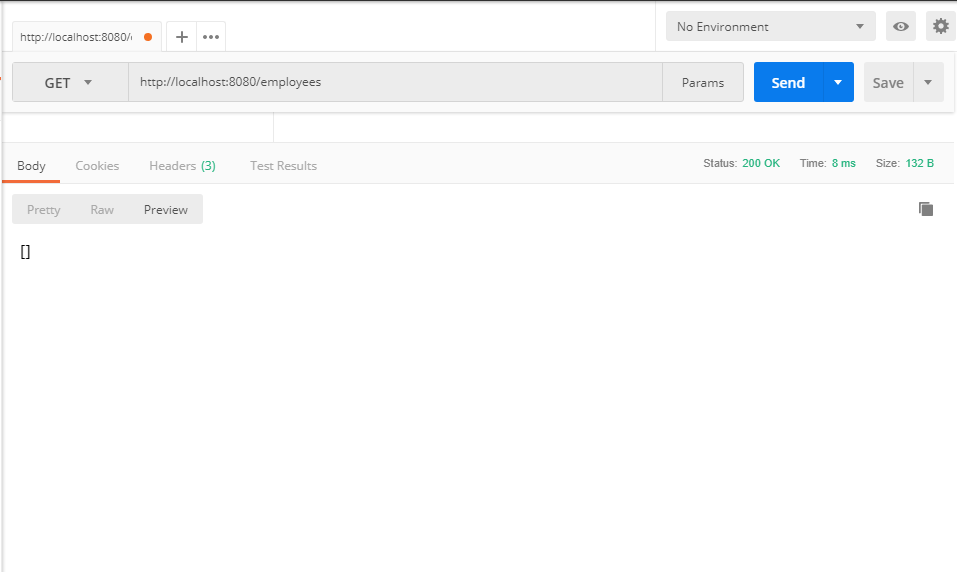 http://localhost:8080/
No Environment
GET http://localhost:8080/employees Params Send Save
Body Cookies Headers (3) Test Results Status: 200 OK Time: 8 ms Size: 132 B
Pretty Raw Preview
[]